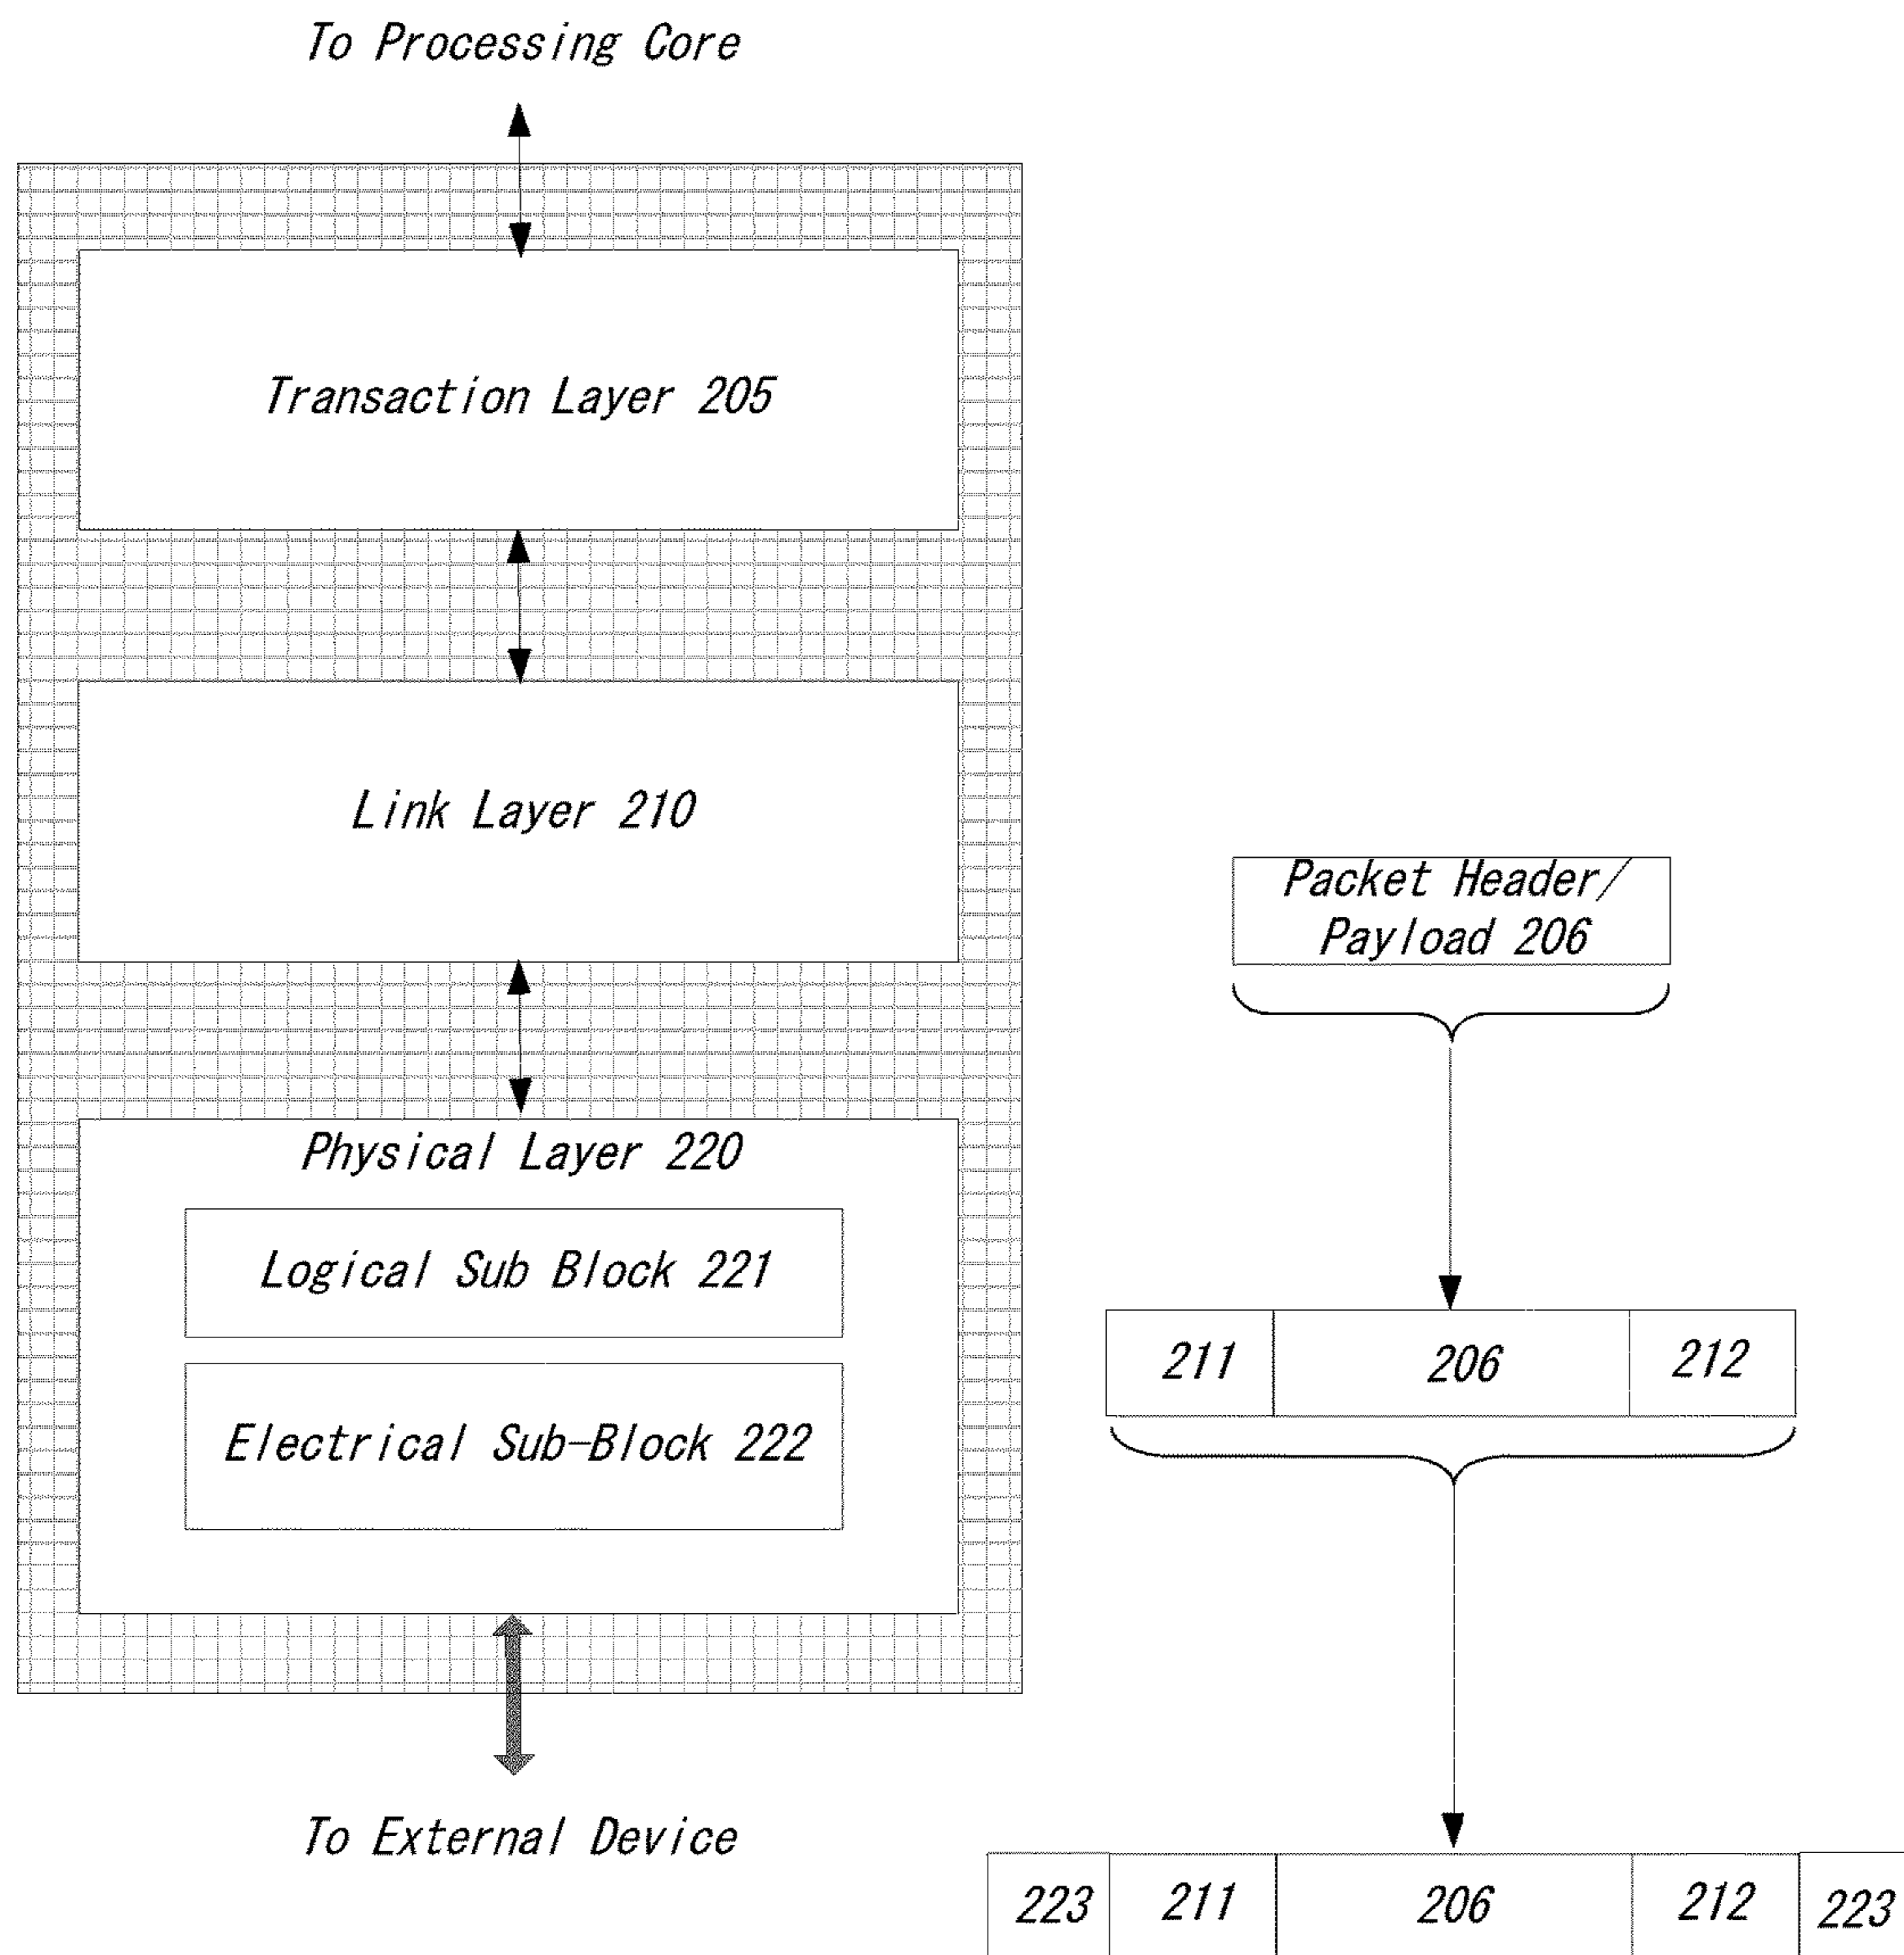 To Processing Core
Transaction Layer 205
Link Layer 210
Packet Header/
Payload 206
Physical Layer 220
Logical Sub Block 221
Electrical Sub-Block 222
211 206 212
To External Device
223 211 206 212 223